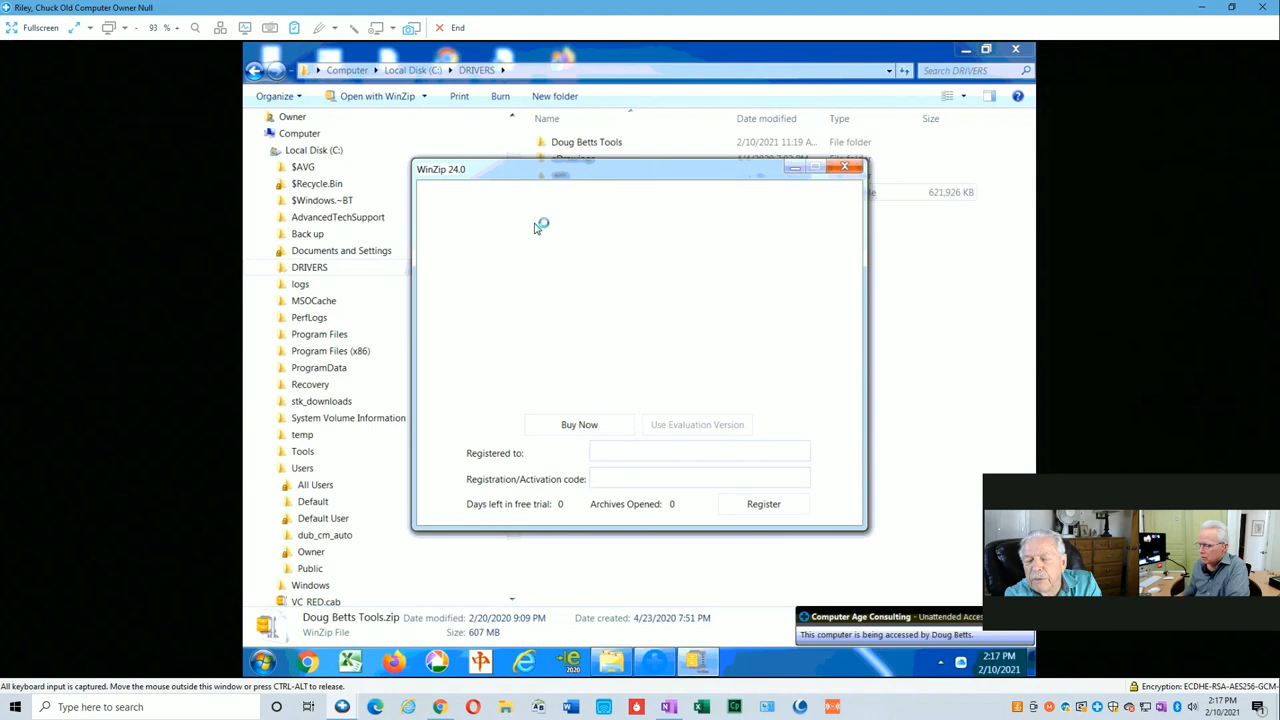 Riley, Chuck Old Computer Owner Null
Fullscreen - 93 % + End
Computer Local Disk (C:) DRIVERS Search DRIVERS
Organize Open with WinZip Print Burn New folder
Name Date modified Type Size
Owner
Computer
Local Disk (C:)
$AVG
$Recycle.Bin
$Windows.~BT
AdvancedTechSupport
Back up
Documents and Settings
DRIVERS
logs
MSOCache
PerfLogs
Program Files
Program Files (x86)
ProgramData
Recovery
stk_downloads
System Volume Information
temp
Tools
Users
All Users
Default
Default User
dub_cm_auto
Owner
Public
Windows
VC_RED.cab
Doug Betts Tools 2/10/2021 11:19 A... File folder
File folder
621,926 KB
WinZip 24.0
Buy Now Use Evaluation Version
Registered to:
Registration/Activation code:
Days left in free trial: 0 Archives Opened: 0 Register
Doug Betts Tools.zip Date modified: 2/20/2020 9:09 PM Date created: 4/23/2020 7:51 PM
WinZip File Size: 607 MB
Computer Age Consulting - Unattended Acces
This computer is being accessed by Doug Betts.
2020
2:17 PM
2/10/2021
All keyboard input is captured. Move the mouse outside this window or press CTRL-ALT to release. Encryption: ECDHE-RSA-AES256-GCM-
Type here to search
2:17 PM
2/10/2021